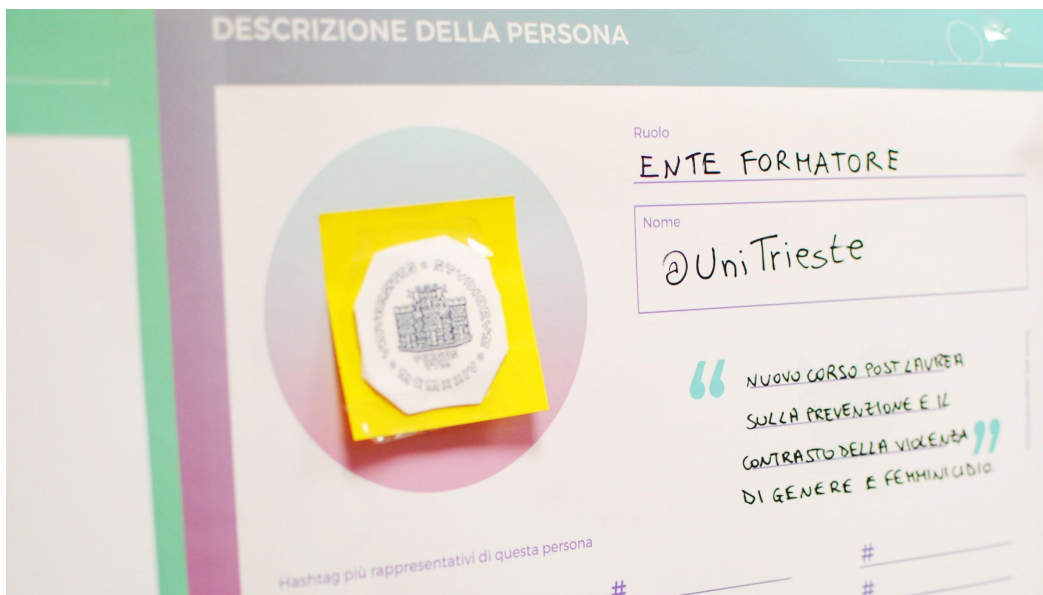 DESCRIZIONE DELLA PERSONA
Ruolo
ENTE FORMATORE
Nome
@UniTrieste
“ NUOVO CORSO POST LAUREA
SULLA PREVENZIONE E IL
CONTRASTO DELLA VIOLENZA ”
DI GENERE E FEMMINICIDIO.
Hashtag più rappresentativi di questa persona
#
#
#